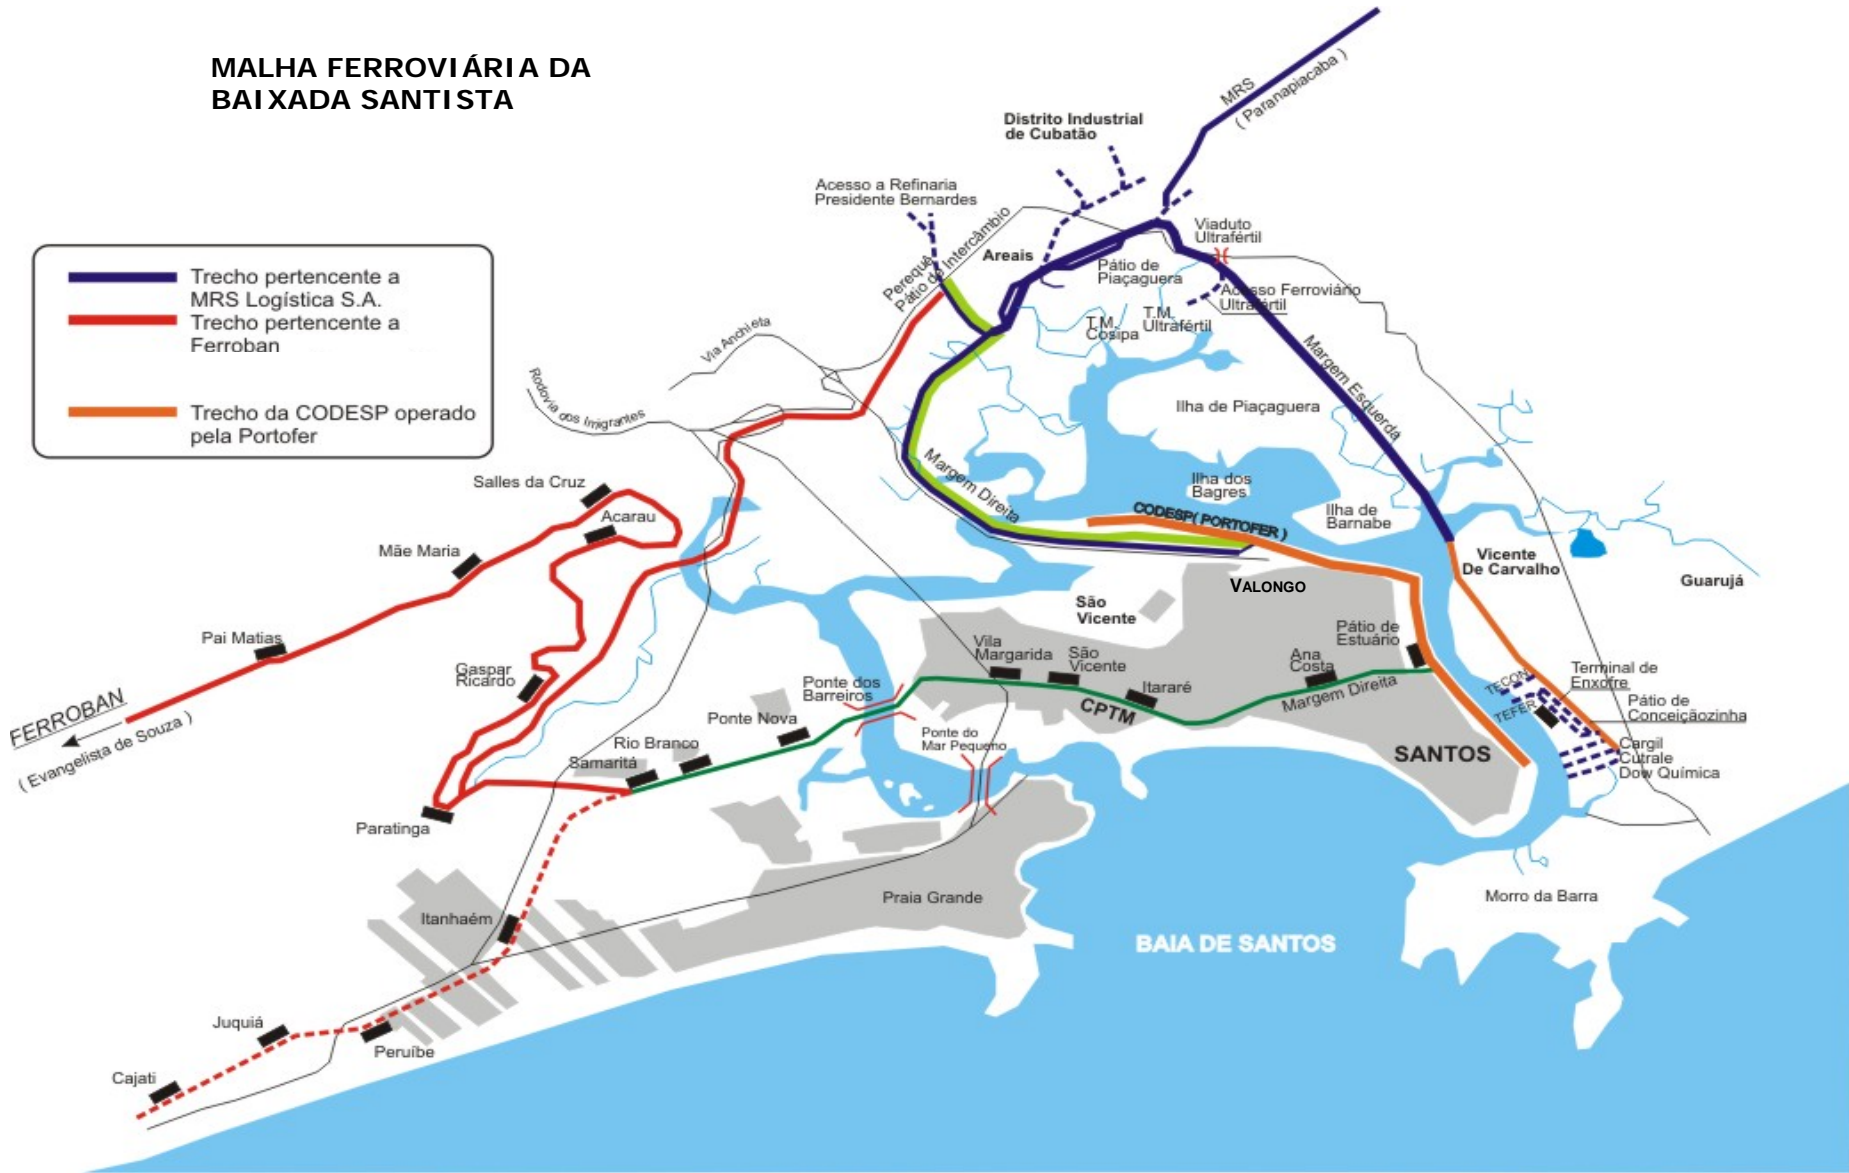 MALHA FERROVIÁRIA DA
BAIXADA SANTISTA
MRS
( Paranapiacaba )
Distrito Industrial
de Cubatão
Acesso a Refinaria
Presidente Bernardes
Perequê
Pátio de Intercâmbio
Areais
Viaduto
Ultrafértil
Pátio de
Piaçaguera
Acesso Ferroviário
Ultrafértil
T.M.
Cosipa
T.M.
Ultrafértil
Trecho pertencente a
MRS Logística S.A.
Trecho pertencente a
Ferroban
Trecho da CODESP operado
pela Portofer
Via Anchieta
Rodovia dos Imigrantes
Margem Esquerda
Ilha de Piaçaguera
Margem Direita
Ilha dos
Bagres
CODESP( PORTOFER )
Ilha de
Barnabe
Salles da Cruz
Acarau
Mãe Maria
Vicente
De Carvalho
Guarujá
VALONGO
São
Vicente
Pai Matias
Gaspar
Ricardo
Vila
Margarida
São
Vicente
Itararé
Ana
Costa
Pátio de
Estuário
Margem Direita
CPTM
Ponte dos
Barreiros
Ponte Nova
Ponte do
Mar Pequeno
Rio Branco
Samaritá
FERROBAN
( Evangelista de Souza )
TECON
TEFER
Terminal de
Enxofre
Pátio de
Conceiçãozinha
Cargil
Cutrale
Dow Química
SANTOS
Paratinga
Itanhaém
Praia Grande
Morro da Barra
BAIA DE SANTOS
Juquiá
Peruíbe
Cajati